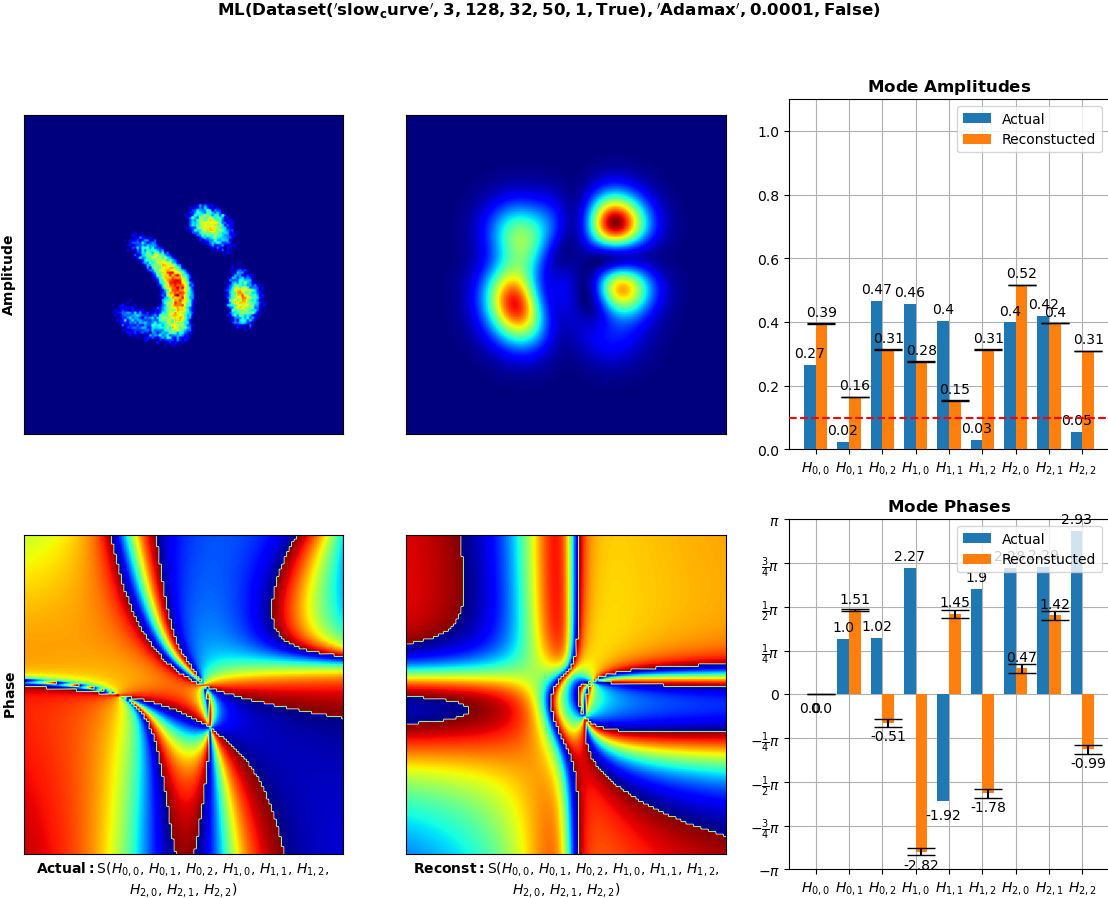 ML(Dataset('slow_curve', 3, 128, 32, 50, 1, True), 'Adamax', 0.0001, False)
Amplitude
Mode Amplitudes
Actual
Reconstucted
1.0
0.8
0.6
0.4
0.2
0.0
0.27 0.39 0.02 0.16 0.47 0.31 0.46 0.28 0.4 0.15 0.03 0.31 0.4 0.52 0.42 0.4 0.05 0.31
H0,0 H0,1 H0,2 H1,0 H1,1 H1,2 H2,0 H2,1 H2,2
Phase
Mode Phases
Actual
Reconstucted
π
3/4π
1/2π
1/4π
0
−1/4π
−1/2π
−3/4π
−π
0.0 0.0 1.0 1.51 1.02 -0.51 2.27 -2.82 -1.92 1.45 1.9 -1.78 0.47 1.42 2.93 -0.99
H0,0 H0,1 H0,2 H1,0 H1,1 H1,2 H2,0 H2,1 H2,2
Actual: S(H0,0, H0,1, H0,2, H1,0, H1,1, H1,2,
H2,0, H2,1, H2,2)
Reconst: S(H0,0, H0,1, H0,2, H1,0, H1,1, H1,2,
H2,0, H2,1, H2,2)